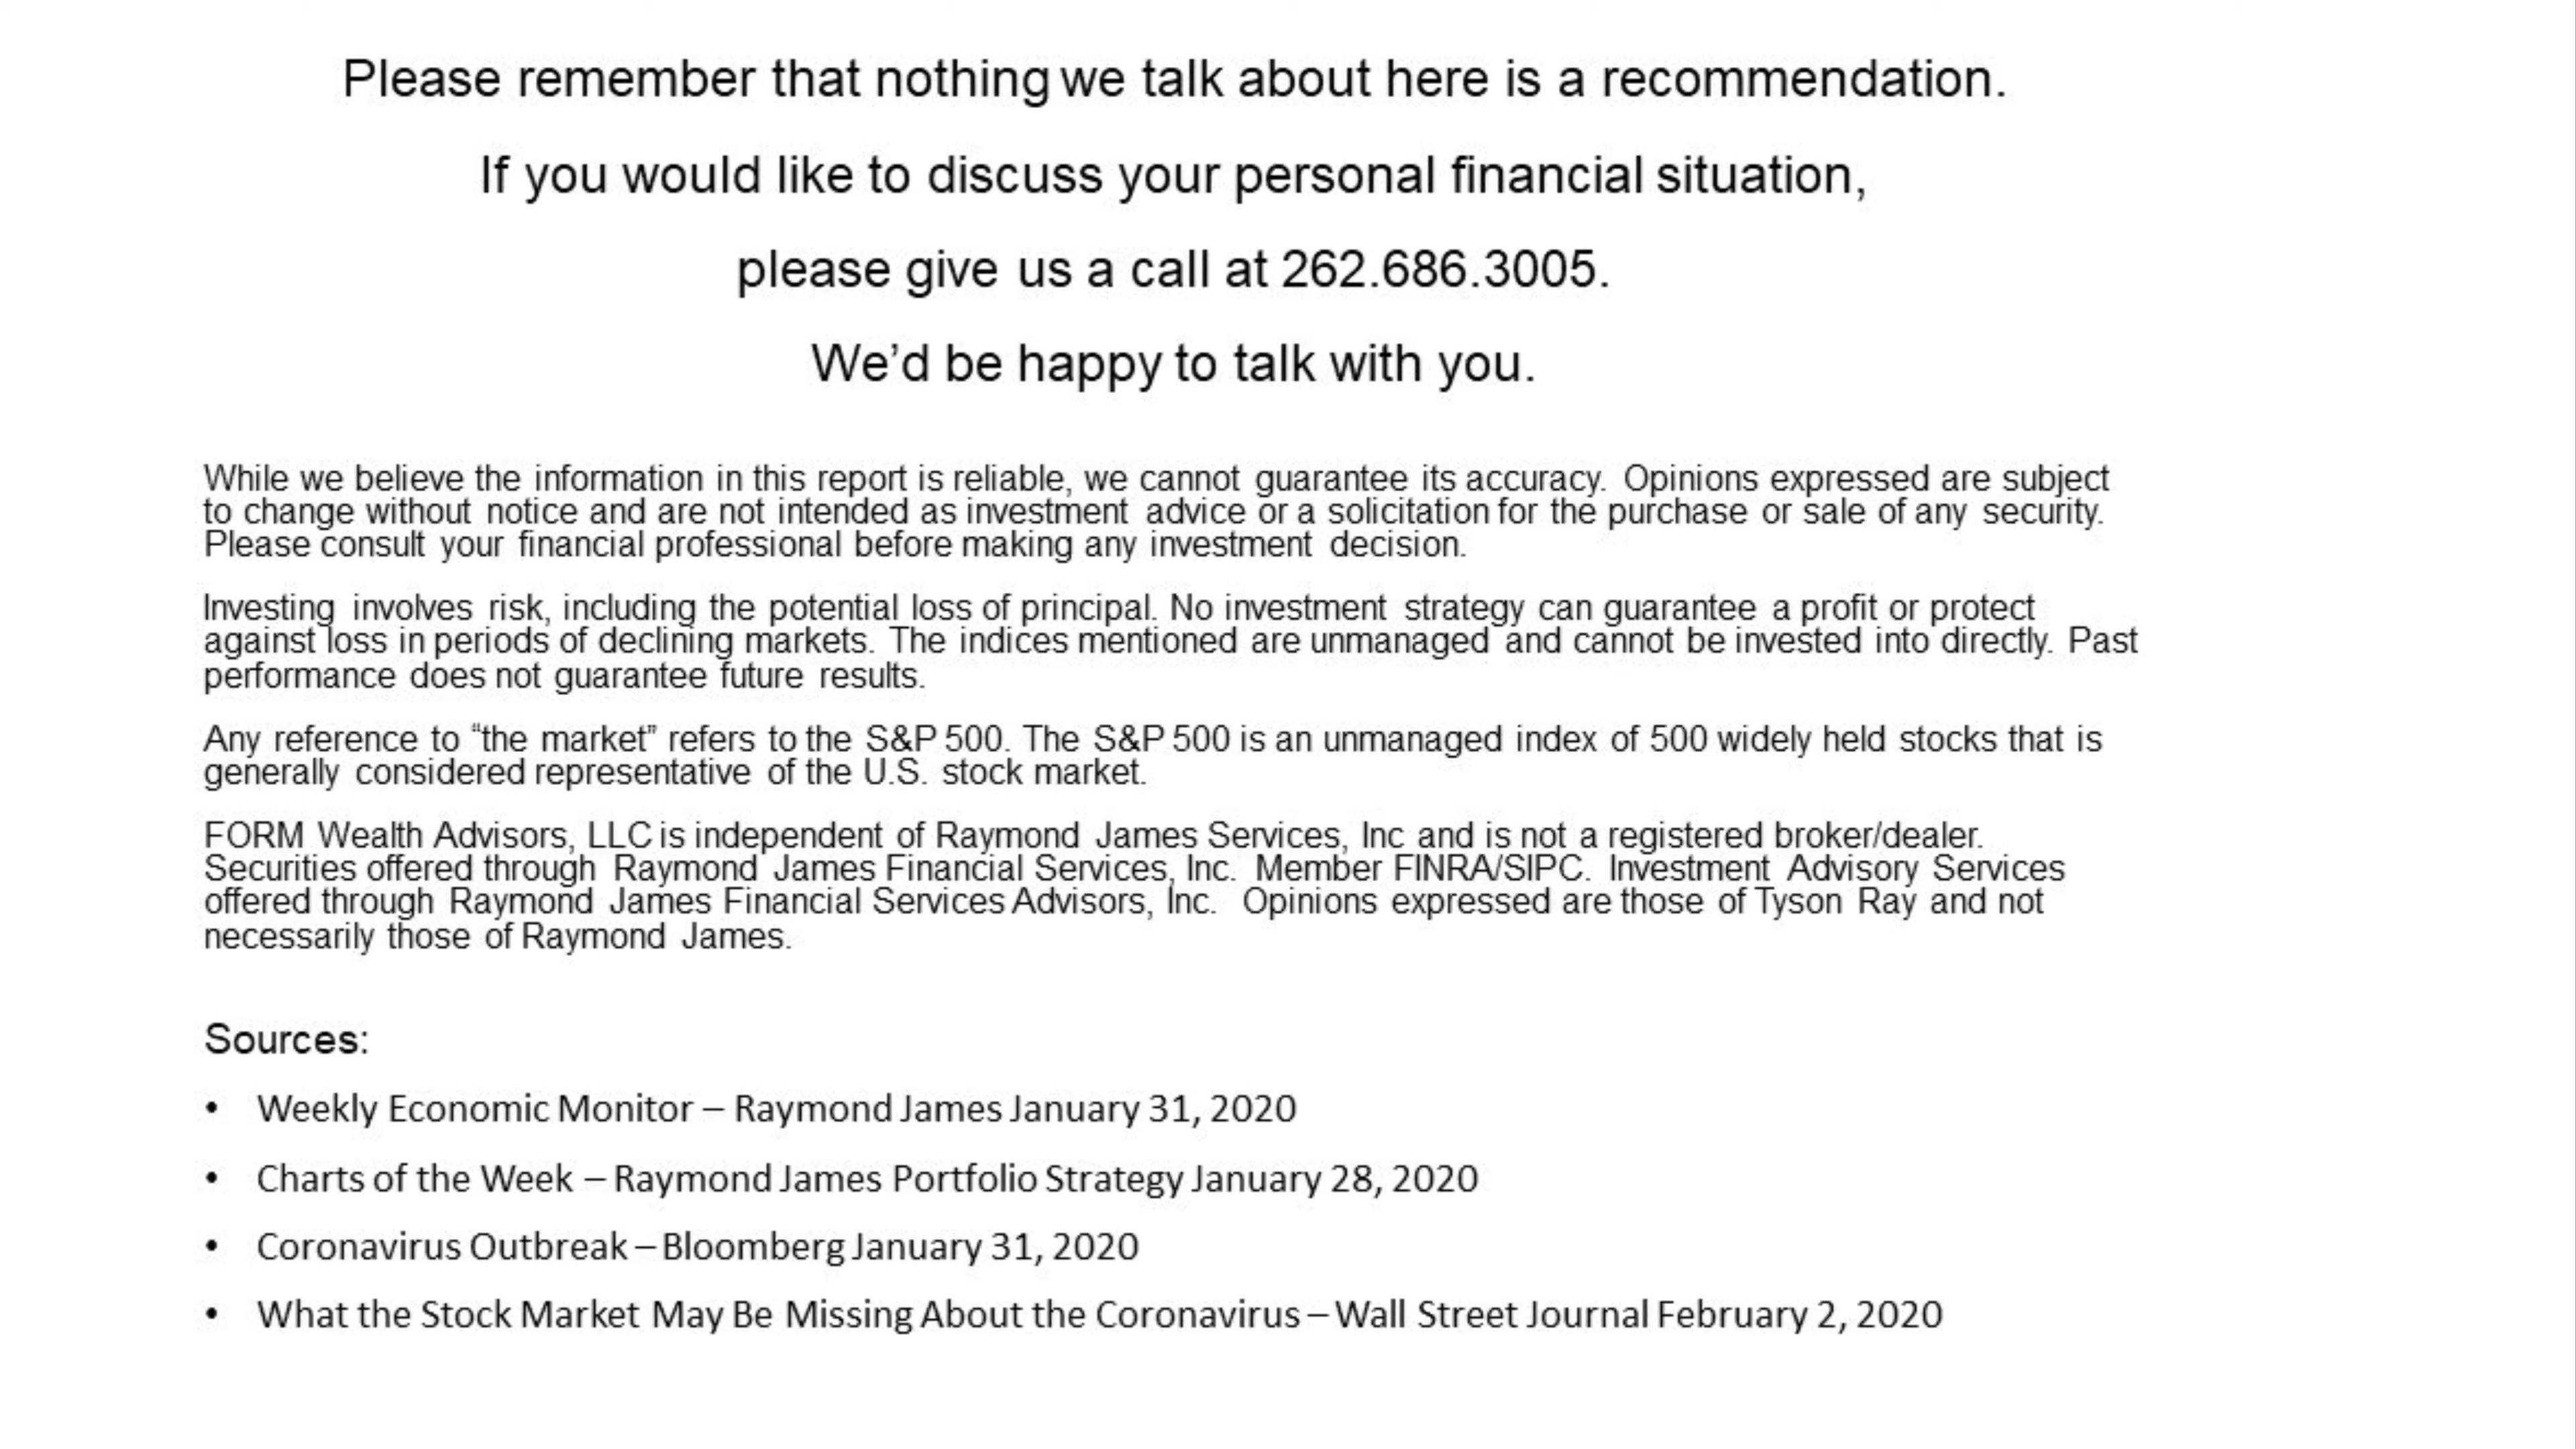 Please remember that nothing we talk about here is a recommendation.
If you would like to discuss your personal financial situation,
please give us a call at 262.686.3005.
We’d be happy to talk with you.
While we believe the information in this report is reliable, we cannot guarantee its accuracy. Opinions expressed are subject
to change without notice and are not intended as investment advice or a solicitation for the purchase or sale of any security.
Please consult your financial professional before making any investment decision.
Investing involves risk, including the potential loss of principal. No investment strategy can guarantee a profit or protect
against loss in periods of declining markets. The indices mentioned are unmanaged and cannot be invested into directly. Past
performance does not guarantee future results.
Any reference to “the market” refers to the S&P 500. The S&P 500 is an unmanaged index of 500 widely held stocks that is
generally considered representative of the U.S. stock market.
FORM Wealth Advisors, LLC is independent of Raymond James Services, Inc and is not a registered broker/dealer.
Securities offered through Raymond James Financial Services, Inc. Member FINRA/SIPC. Investment Advisory Services
offered through Raymond James Financial Services Advisors, Inc. Opinions expressed are those of Tyson Ray and not
necessarily those of Raymond James.
Sources:
• Weekly Economic Monitor – Raymond James January 31, 2020
• Charts of the Week – Raymond James Portfolio Strategy January 28, 2020
• Coronavirus Outbreak – Bloomberg January 31, 2020
• What the Stock Market May Be Missing About the Coronavirus – Wall Street Journal February 2, 2020